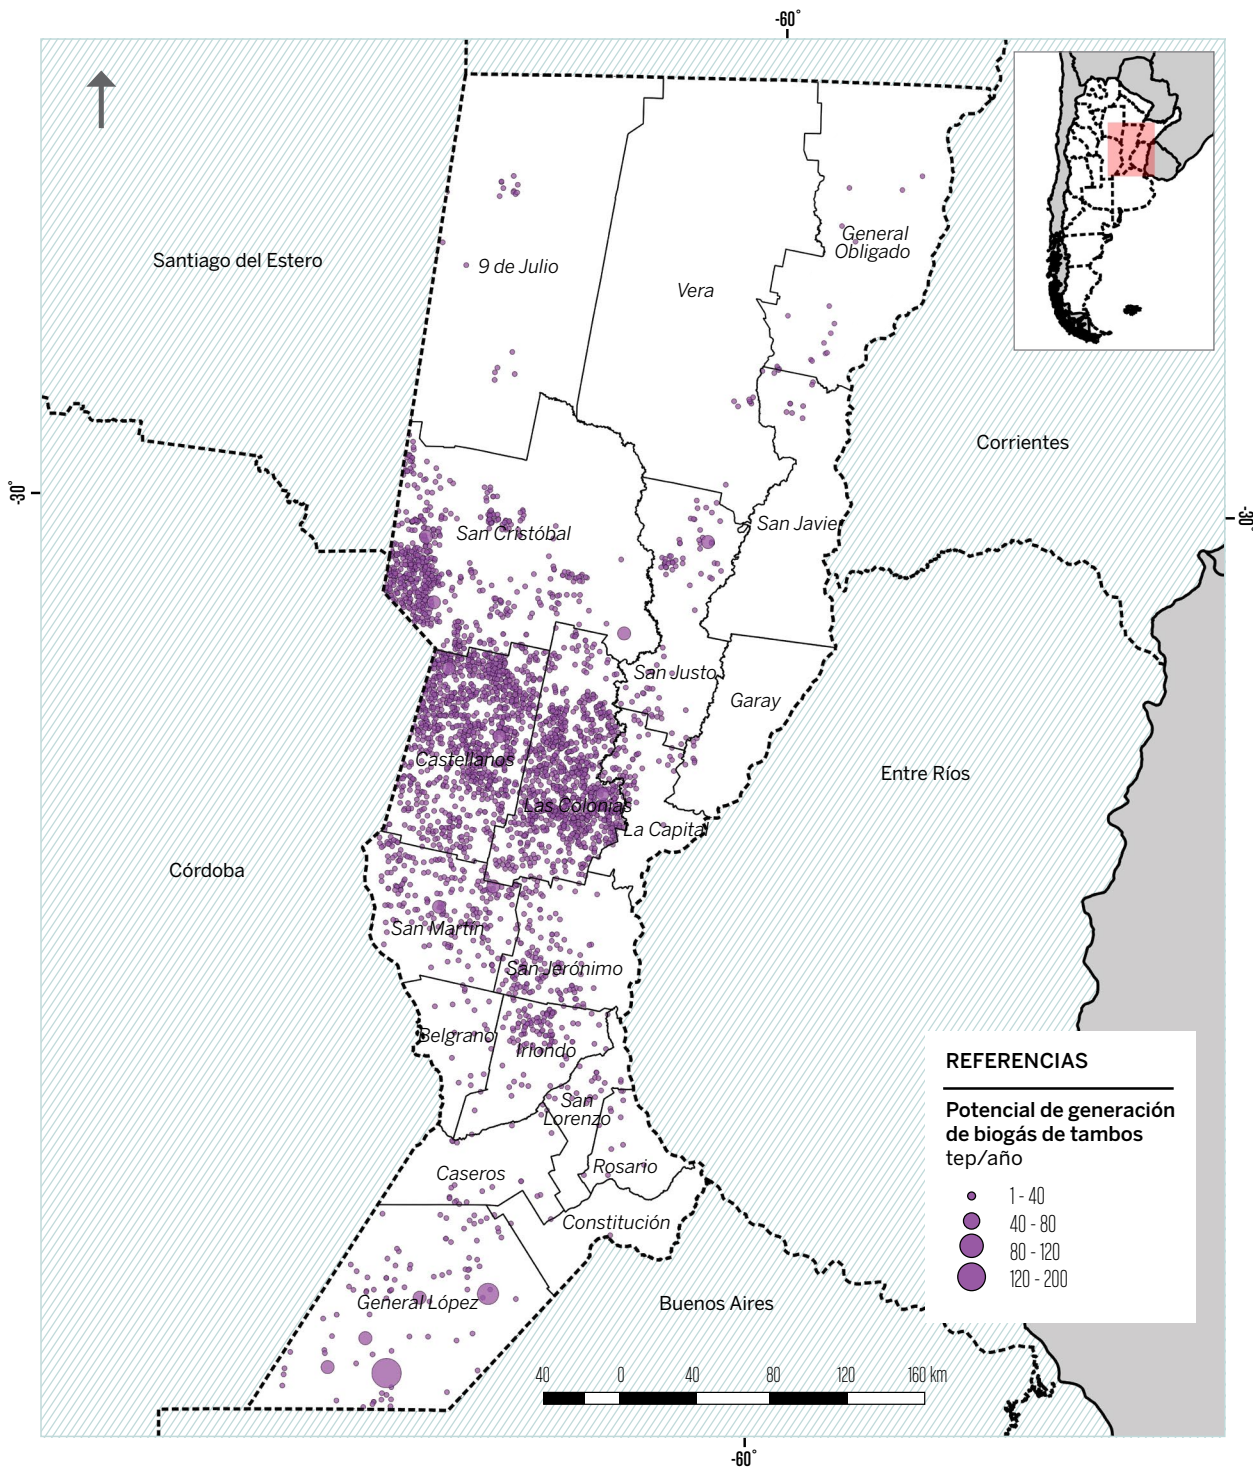 -60°
Santiago del Estero
9 de Julio
General
Obligado
Vera
Corrientes
-30°
-30°
San Cristóbal
San Javier
San Justo
Garay
Castellanos
Entre Ríos
Las Colonias
La Capital
Córdoba
San Martín
San Jerónimo
Belgrano
Iriondo
San
Lorenzo
Caseros
Rosario
Constitución
General López
Buenos Aires
REFERENCIAS
Potencial de generación
de biogás de tambos
tep/año
1 - 40
40 - 80
80 - 120
120 - 200
40 0 40 80 120 160 km
-60°